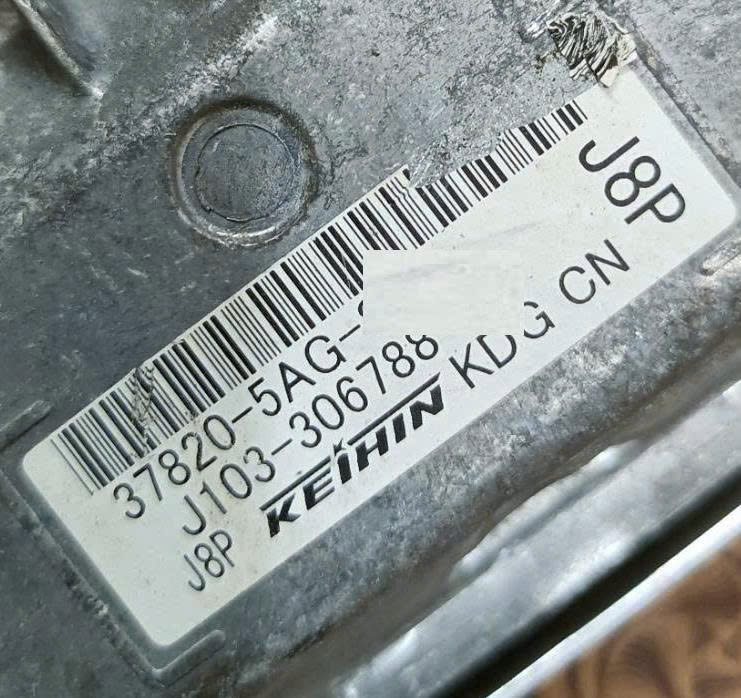 J8P
37820-5AG-
J103-306788
KEIHIN KDG CN
J8P